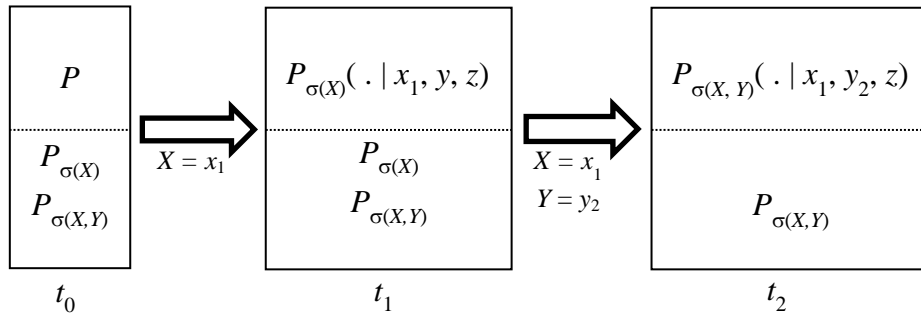 P
P_σ(X)
P_σ(X,Y)
t_0
X = x_1
P_σ(X)( . | x_1, y, z)
P_σ(X)
P_σ(X,Y)
t_1
X = x_1
Y = y_2
P_σ(X, Y)( . | x_1, y_2, z)
P_σ(X,Y)
t_2